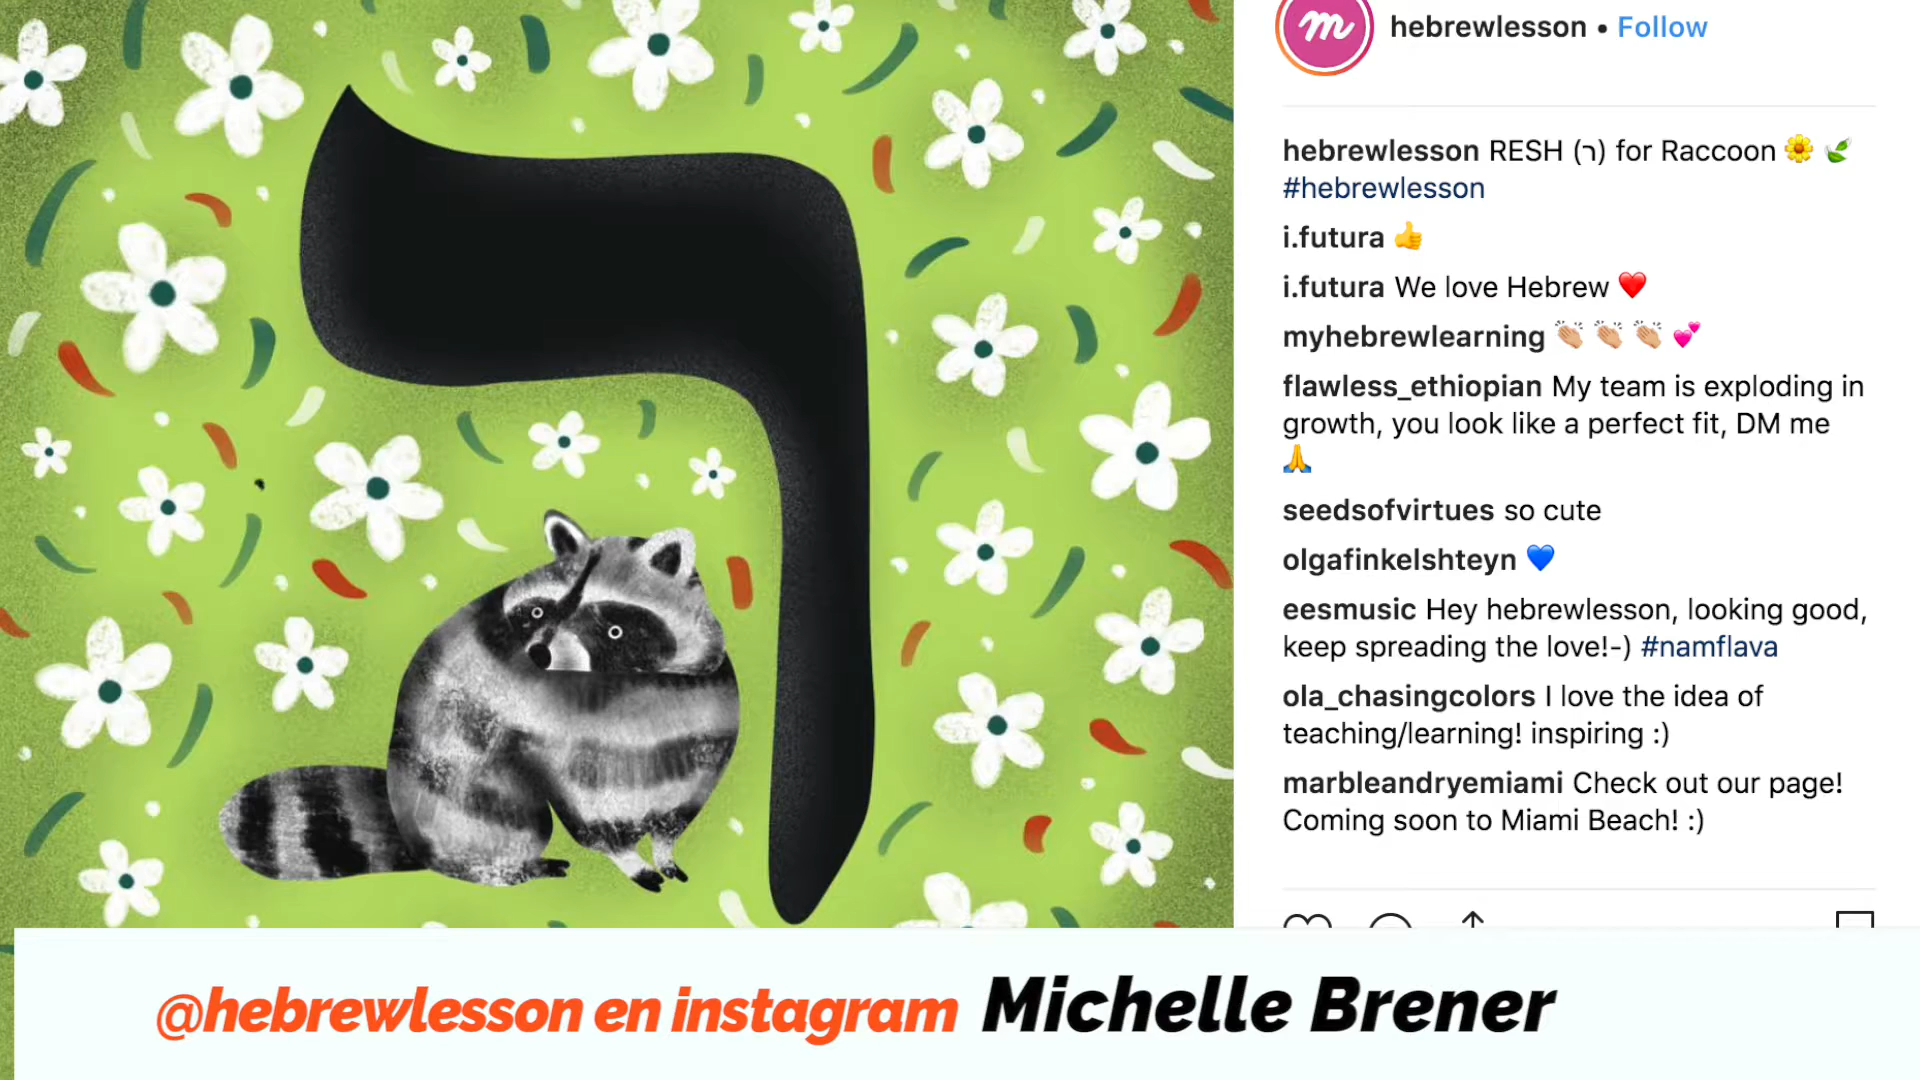 ר
m
hebrewlesson • Follow
hebrewlesson RESH (ר) for Raccoon 🌼 🍃
#hebrewlesson
i.futura 👍
i.futura We love Hebrew ❤️
myhebrewlearning 👏🏼 👏🏼 👏🏼 💕
flawless_ethiopian My team is exploding in
growth, you look like a perfect fit, DM me
🙏
seedsofvirtues so cute
olgafinkelshteyn 💙
eesmusic Hey hebrewlesson, looking good,
keep spreading the love!-) #namflava
ola_chasingcolors I love the idea of
teaching/learning! inspiring :)
marbleandryemiami Check out our page!
Coming soon to Miami Beach! :)
@hebrewlesson en instagram Michelle Brener